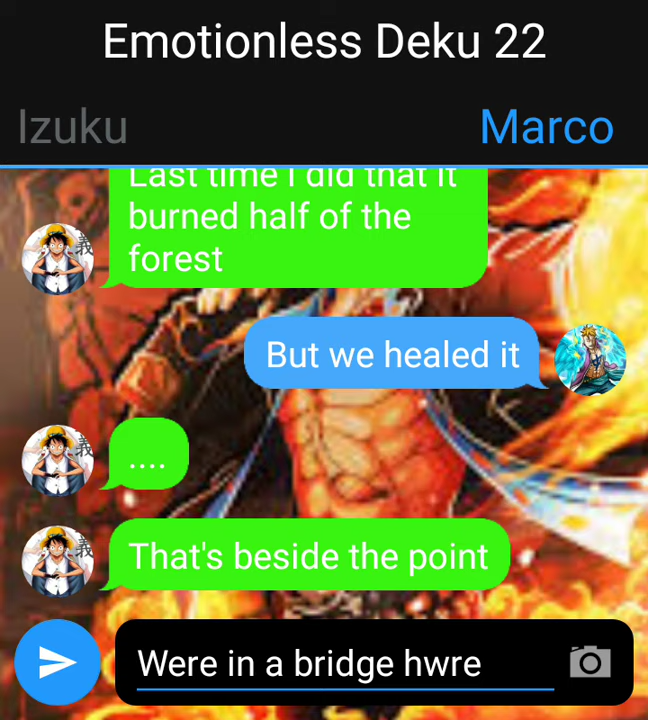 Emotionless Deku 22
Izuku
Marco
Last time I did that it
burned half of the
forest
But we healed it
....
That's beside the point
Were in a bridge hwre